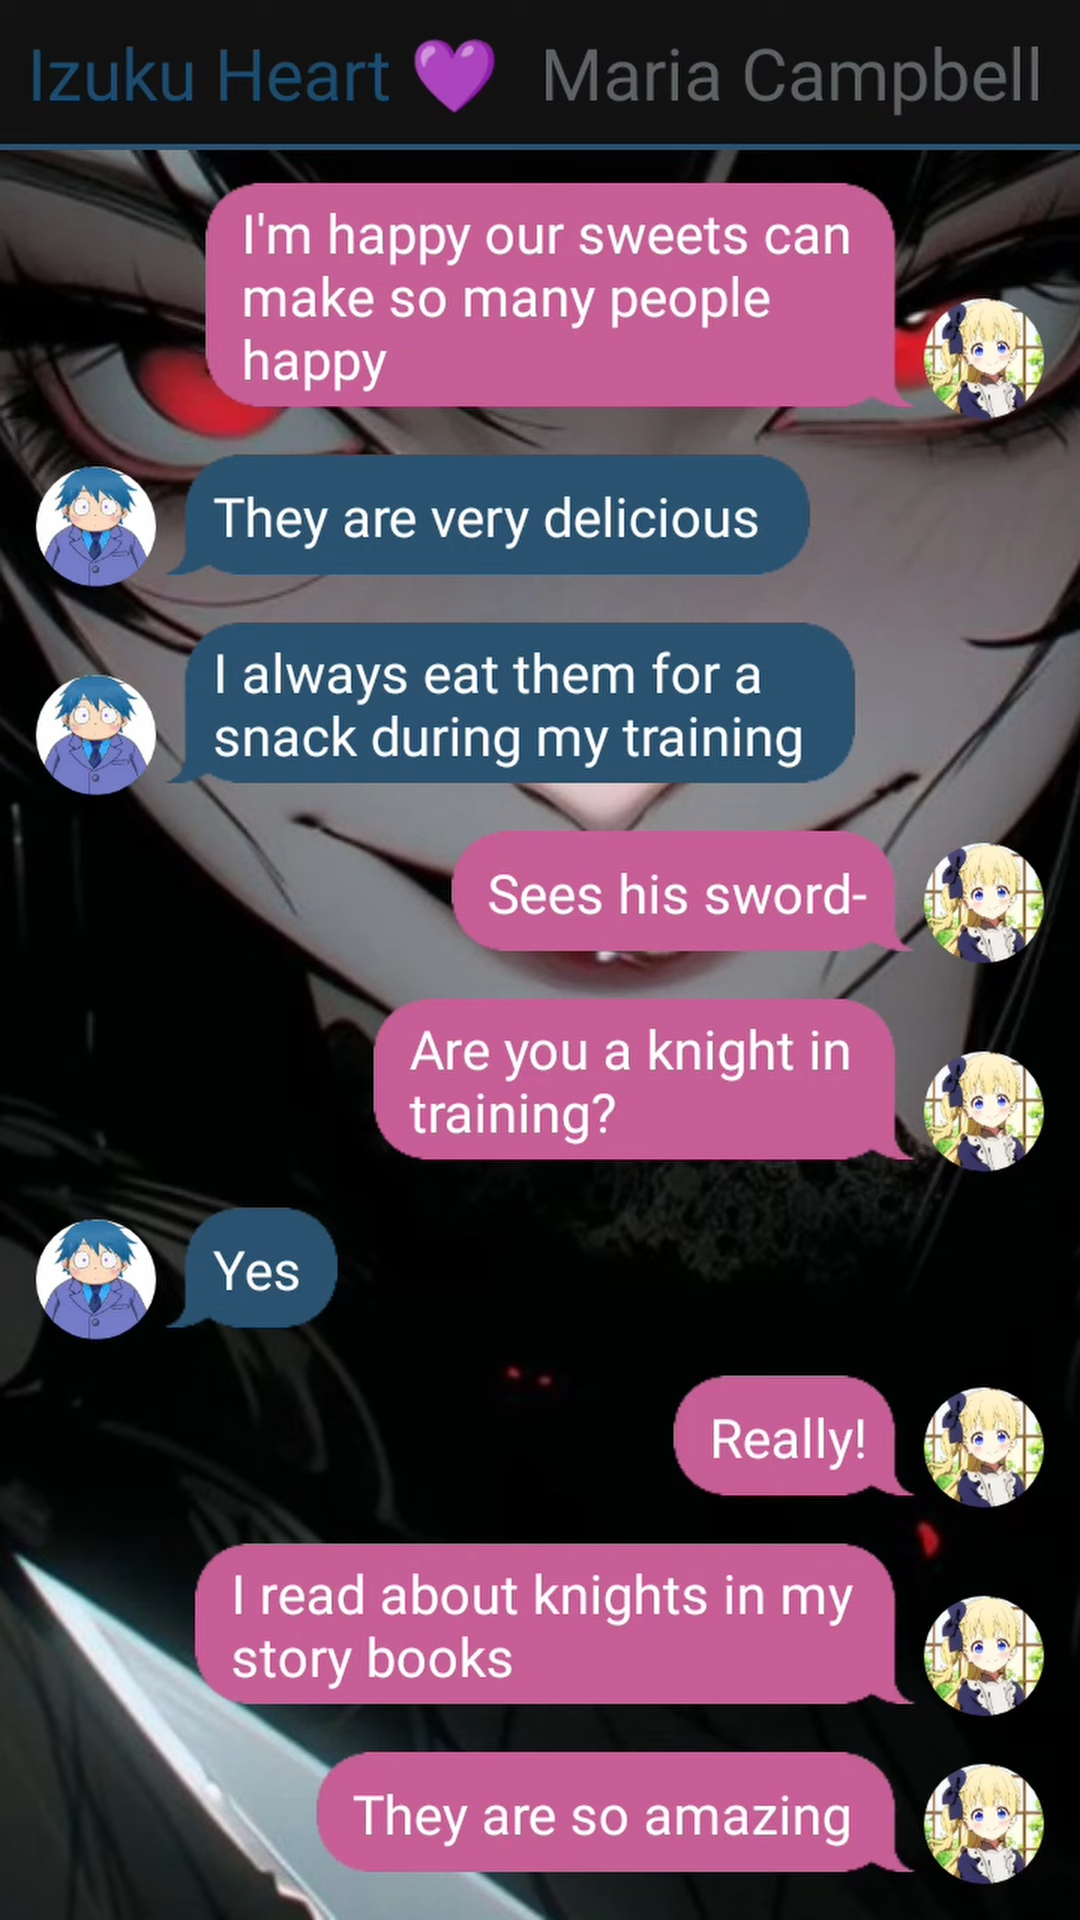 Izuku Heart 💜 Maria Campbell
I'm happy our sweets can
make so many people
happy
They are very delicious
I always eat them for a
snack during my training
Sees his sword-
Are you a knight in
training?
Yes
Really!
I read about knights in my
story books
They are so amazing